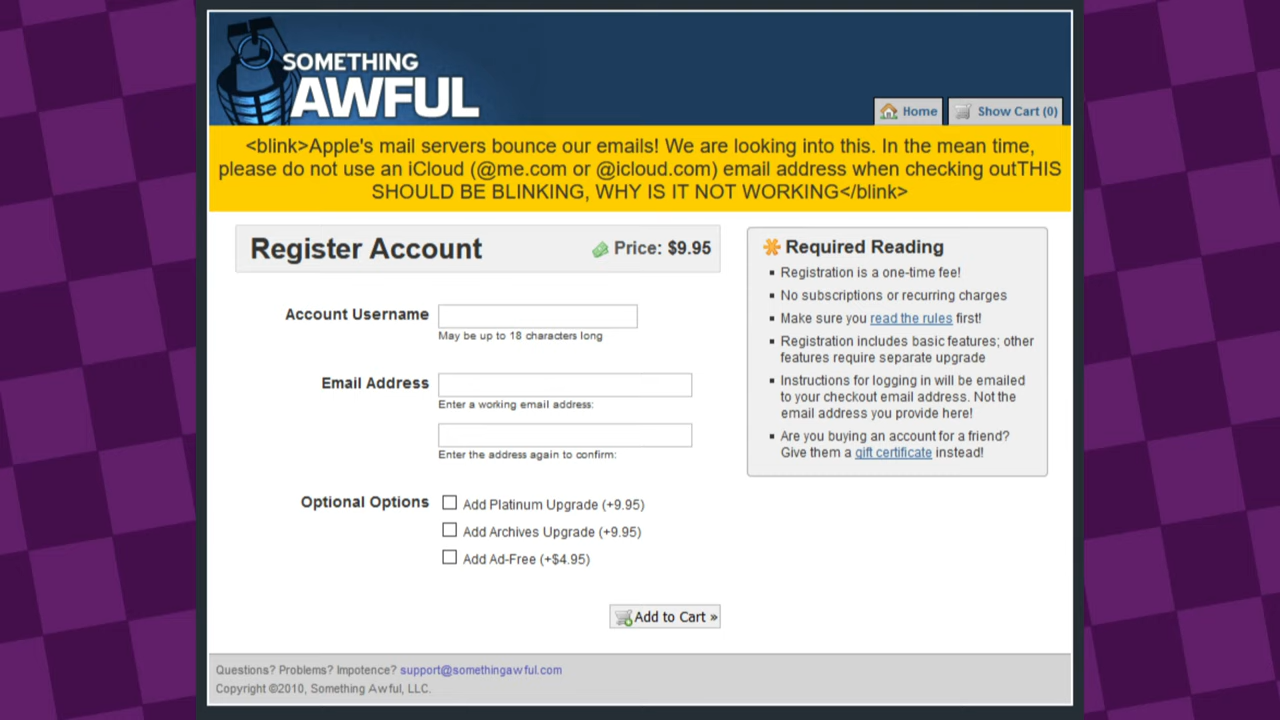 SOMETHING
AWFUL
Home
Show Cart (0)
<blink>Apple's mail servers bounce our emails! We are looking into this. In the mean time,
please do not use an iCloud (@me.com or @icloud.com) email address when checking outTHIS
SHOULD BE BLINKING, WHY IS IT NOT WORKING</blink>
Register Account
Price: $9.95
Account Username
May be up to 18 characters long
Email Address
Enter a working email address:
Enter the address again to confirm:
Optional Options
Add Platinum Upgrade (+9.95)
Add Archives Upgrade (+9.95)
Add Ad-Free (+$4.95)
Add to Cart »
Required Reading
▪ Registration is a one-time fee!
▪ No subscriptions or recurring charges
▪ Make sure you read the rules first!
▪ Registration includes basic features; other
features require separate upgrade
▪ Instructions for logging in will be emailed
to your checkout email address. Not the
email address you provide here!
▪ Are you buying an account for a friend?
Give them a gift certificate instead!
Questions? Problems? Impotence? support@somethingawful.com
Copyright ©2010, Something Awful, LLC.